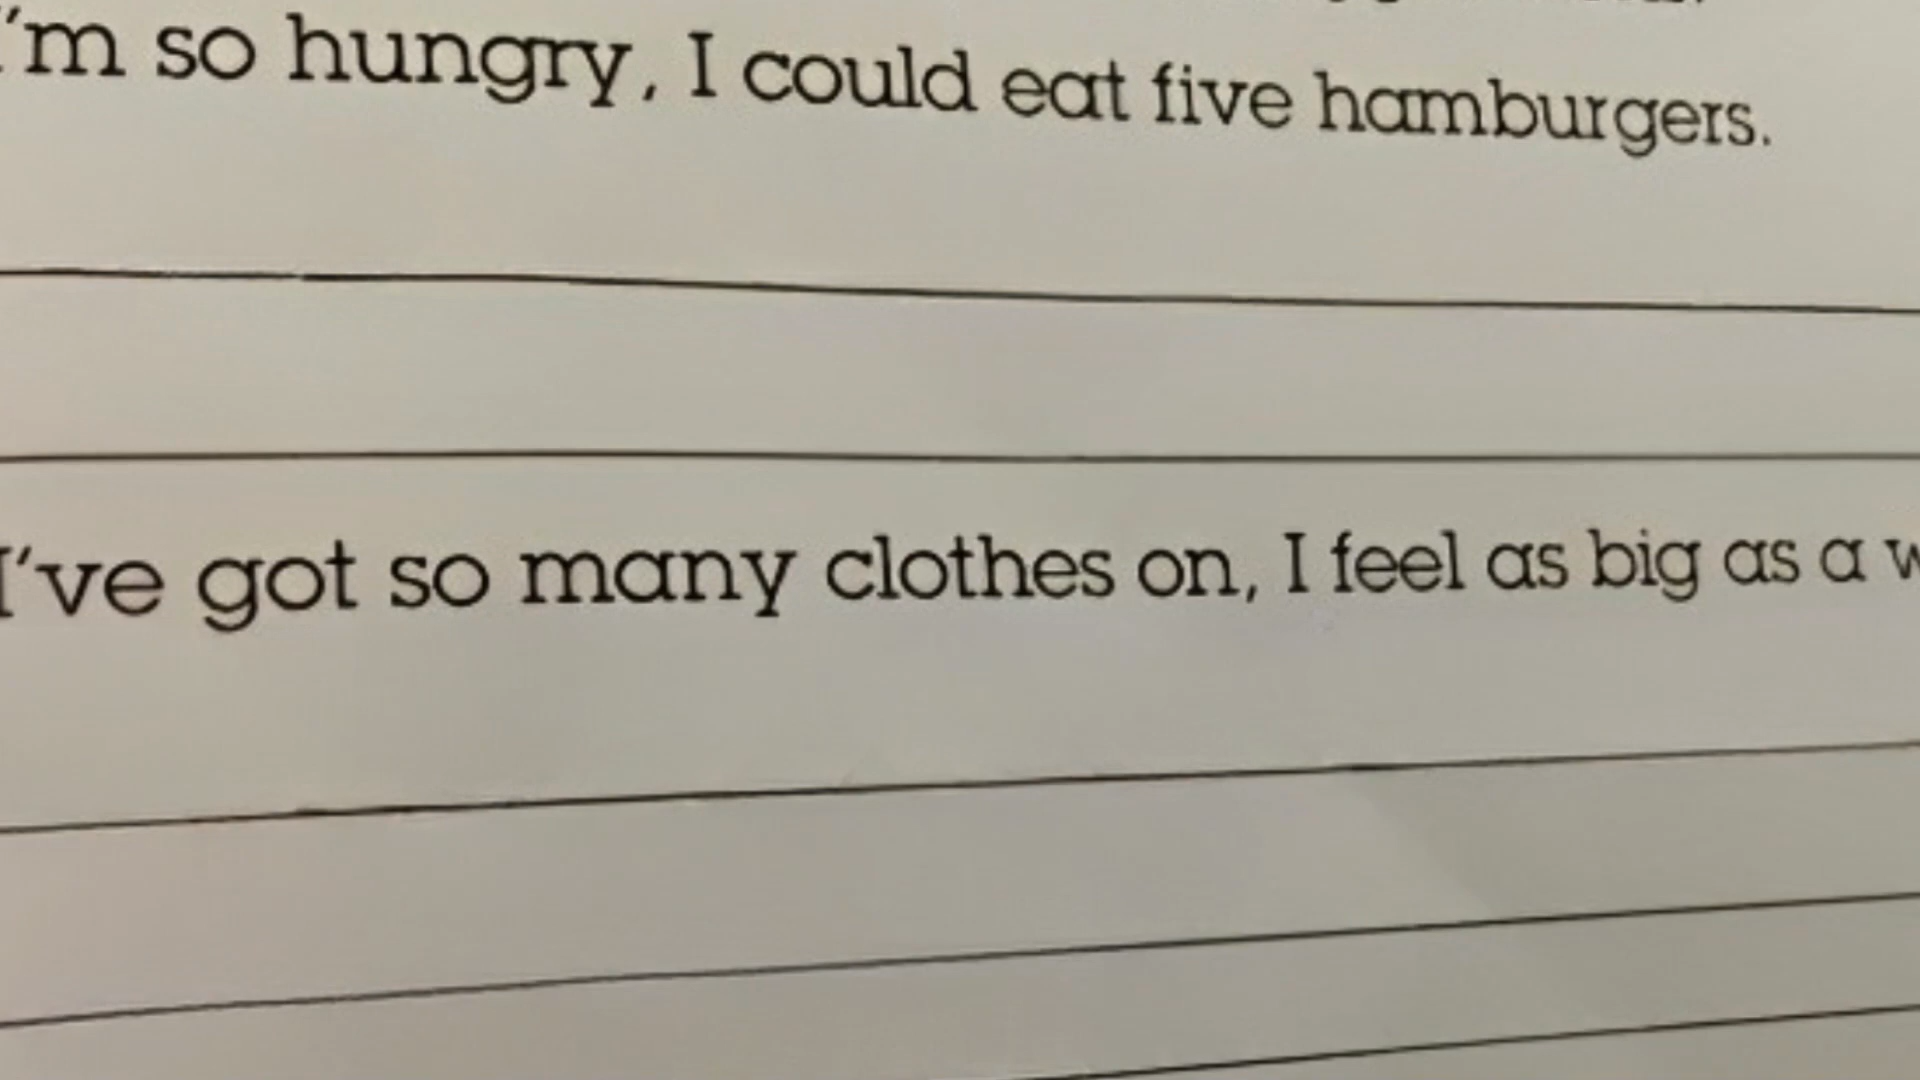 'm so hungry, I could eat five hamburgers.
I've got so many clothes on, I feel as big as a